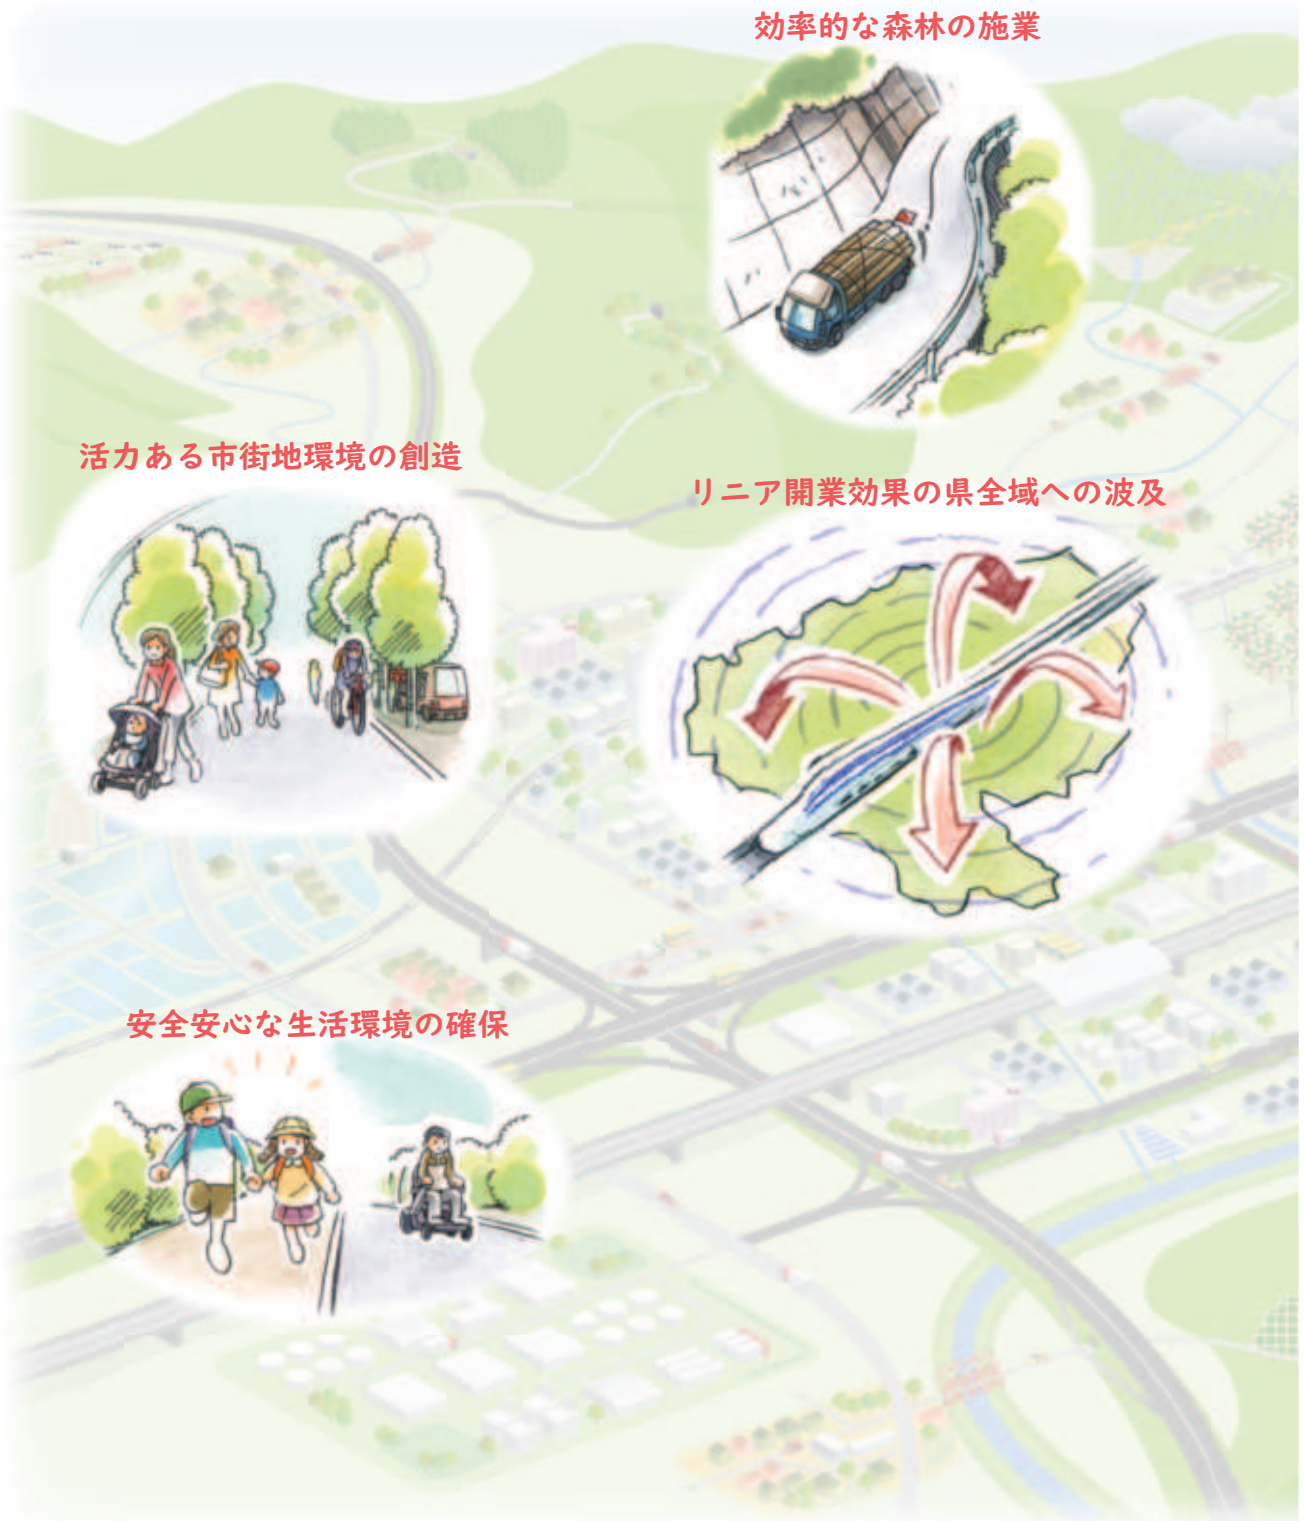 効率的な森林の施業
活力ある市街地環境の創造
リニア開業効果の県全域への波及
安全安心な生活環境の確保